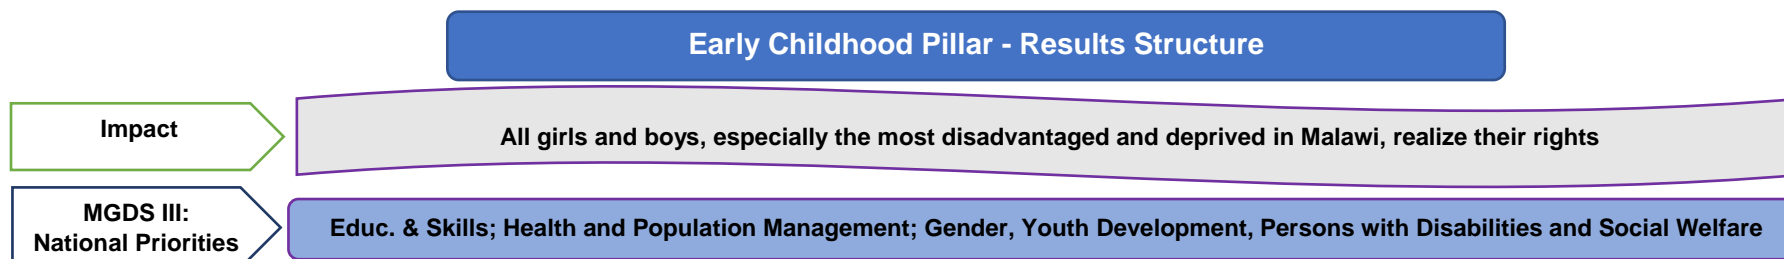 Early Childhood Pillar - Results Structure
Impact
All girls and boys, especially the most disadvantaged and deprived in Malawi, realize their rights
MGDS III:
National Priorities
Educ. & Skills; Health and Population Management; Gender, Youth Development, Persons with Disabilities and Social Welfare